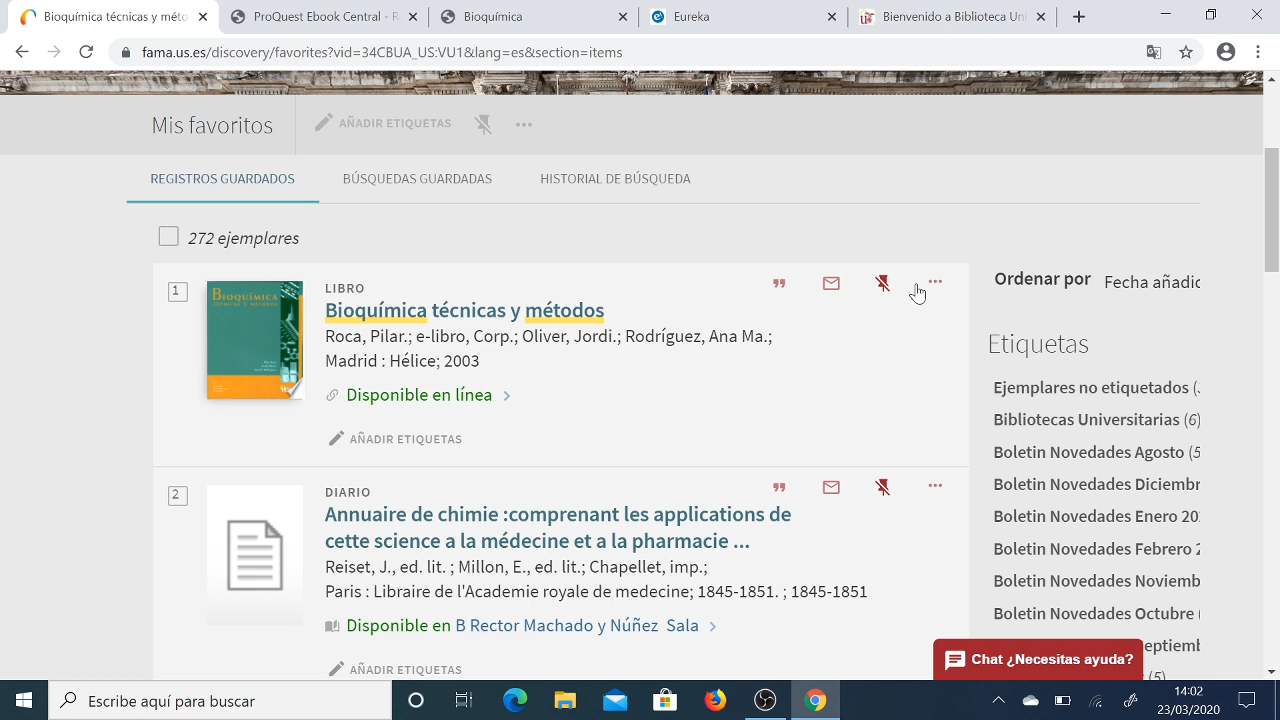 Bioquímica técnicas y méto
ProQuest Ebook Central - R
Bioquímica
Eureka
Bienvenido a Biblioteca Uni
fama.us.es/discovery/favorites?vid=34CBUA_US:VU1&lang=es&section=items
Mis favoritos
AÑADIR ETIQUETAS
REGISTROS GUARDADOS
BÚSQUEDAS GUARDADAS
HISTORIAL DE BÚSQUEDA
272 ejemplares
1
BIOQUÍMICA
TÉCNICAS Y MÉTODOS
LIBRO
Bioquímica técnicas y métodos
Roca, Pilar.; e-libro, Corp.; Oliver, Jordi.; Rodríguez, Ana Ma.;
Madrid : Hélice; 2003
Disponible en línea
AÑADIR ETIQUETAS
2
DIARIO
Annuaire de chimie :comprenant les applications de
cette science a la médecine et a la pharmacie ...
Reiset, J., ed. lit. ; Millon, E., ed. lit.; Chapellet, imp.;
Paris : Libraire de l'Academie royale de medecine; 1845-1851. ; 1845-1851
Disponible en B Rector Machado y Núñez Sala
AÑADIR ETIQUETAS
Ordenar por Fecha añadic
Etiquetas
Ejemplares no etiquetados (
Bibliotecas Universitarias (6)
Boletin Novedades Agosto (5
Boletin Novedades Diciembr
Boletin Novedades Enero 20
Boletin Novedades Febrero 2
Boletin Novedades Noviemb
Boletin Novedades Octubre (
eptiemb
(5)
Chat ¿Necesitas ayuda?
Escribe aquí para buscar
14:02
23/03/2020